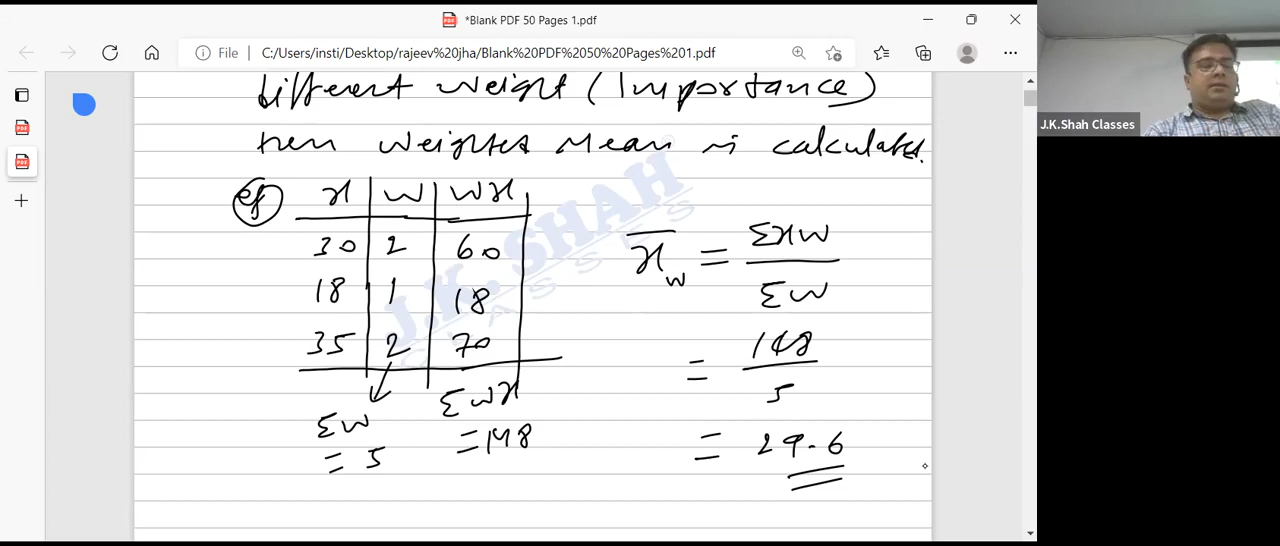 *Blank PDF 50 Pages 1.pdf
File C:/Users/insti/Desktop/rajeev%20jha/Blank%20PDF%2050%20Pages%201.pdf
J.K.Shah Classes
different weight (Importance)
then weighted Mean is calculated.
eg x w wx
30 2 60
18 1 18
35 2 70
Σw = 5
Σwx = 148
x̄w = Σxw / Σw
= 148 / 5
= 29.6
J.K. SHAH
CLASSES